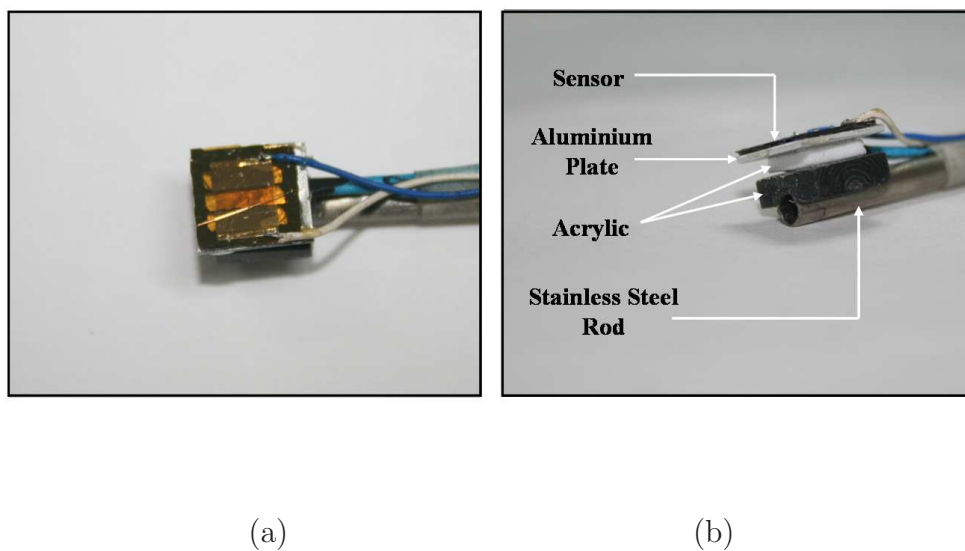 Sensor
Aluminium
Plate
Acrylic
Stainless Steel
Rod
(a)
(b)